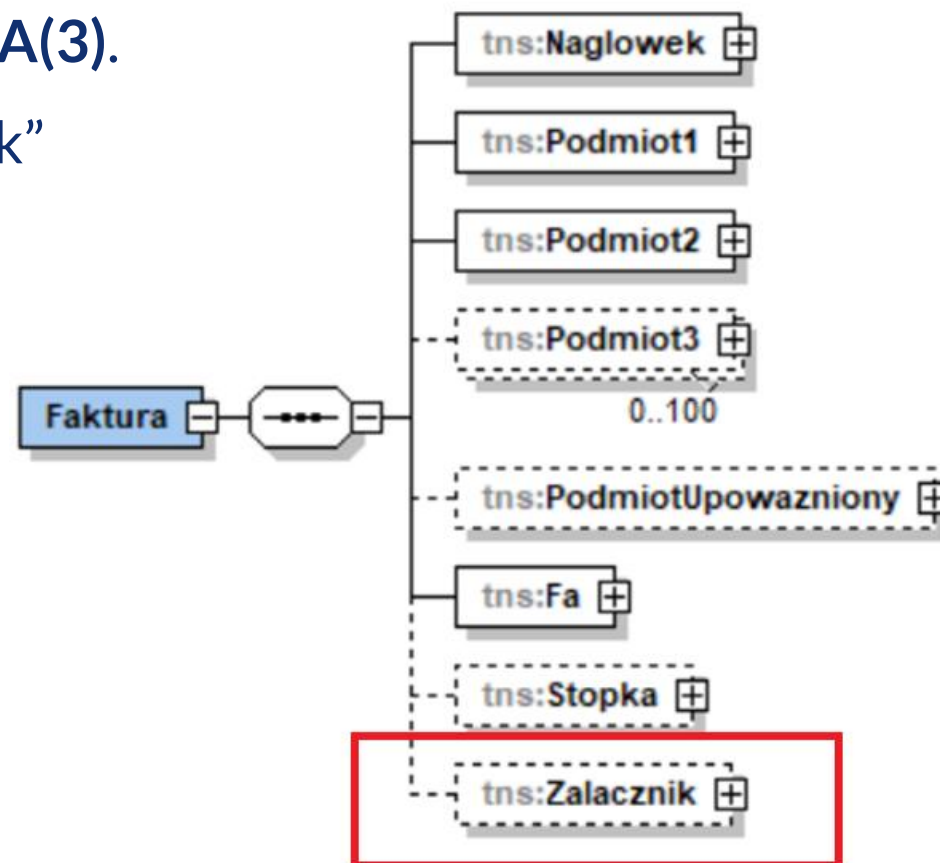 A(3).
k”
tns:Naglowek
tns:Podmiot1
tns:Podmiot2
tns:Podmiot3
0..100
Faktura
tns:PodmiotUpowazniony
tns:Fa
tns:Stopka
tns:Zalacznik